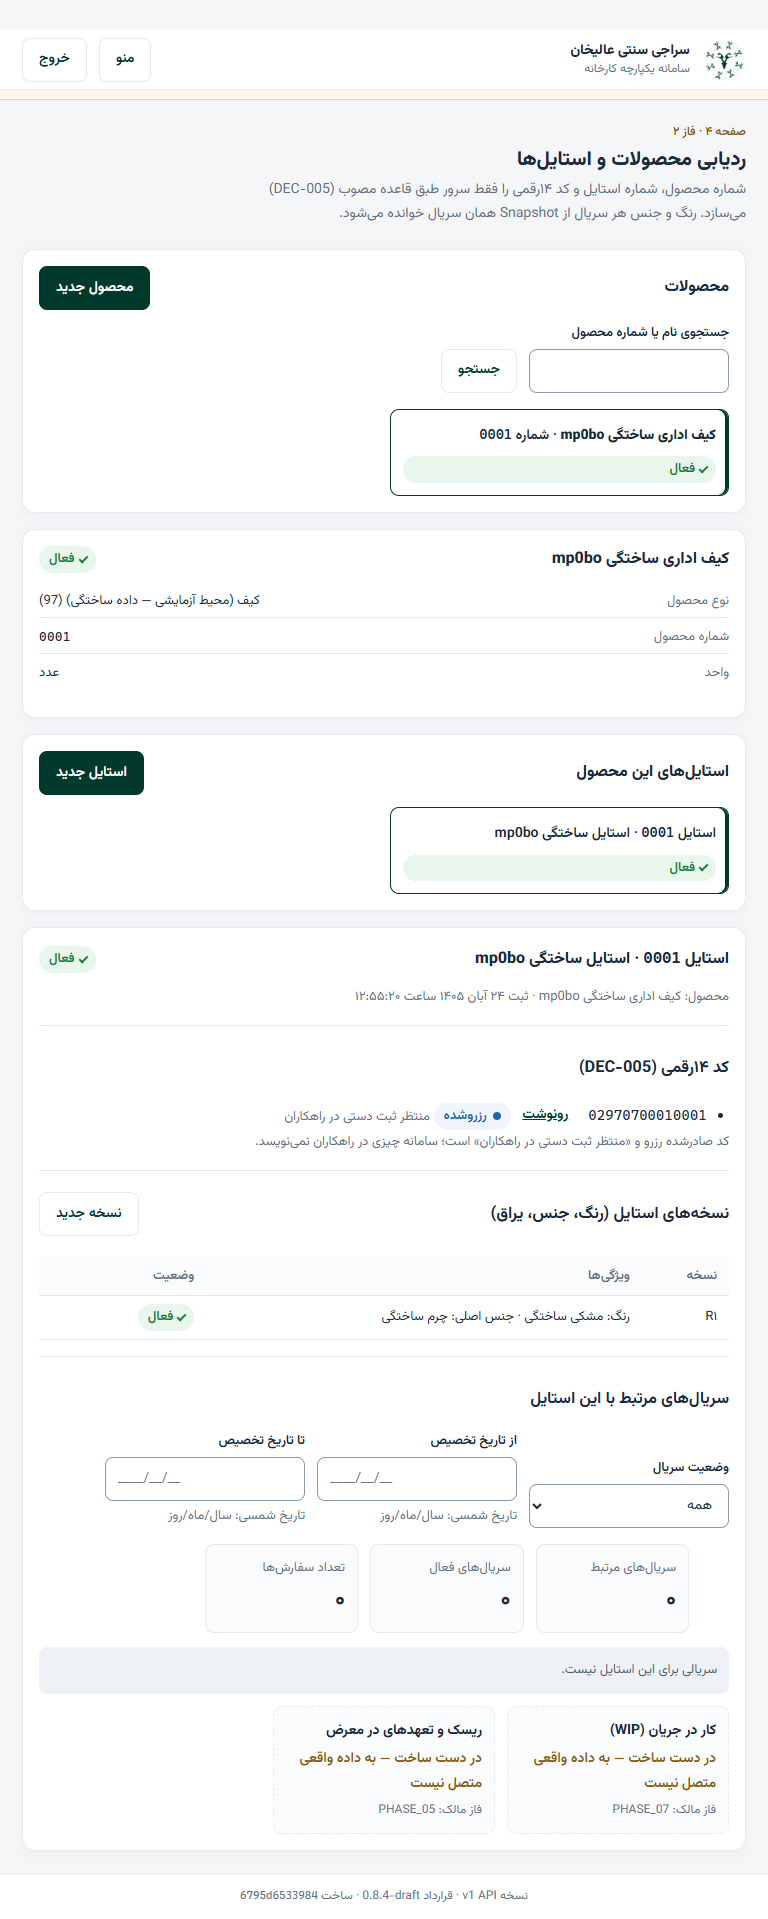 سراجی سنتی عالیخان
سامانه یکپارچه کارخانه
منو
خروج
صفحه ۴ · فاز ۲
ردیابی محصولات و استایل‌ها
شماره محصول، شماره استایل و کد ۱۴رقمی را فقط سرور طبق قاعده مصوب (DEC-005)
می‌سازد. رنگ و جنس هر سریال از Snapshot همان سریال خوانده می‌شود.
محصولات
محصول جدید
جستجوی نام یا شماره محصول
جستجو
کیف اداری ساختگی mp0bo · شماره 0001
✓ فعال
کیف اداری ساختگی mp0bo
✓ فعال
نوع محصول
کیف (محیط آزمایشی — داده ساختگی) (97)
شماره محصول
0001
واحد
عدد
استایل‌های این محصول
استایل جدید
استایل 0001 · استایل ساختگی mp0bo
✓ فعال
استایل 0001 · استایل ساختگی mp0bo
✓ فعال
محصول: کیف اداری ساختگی mp0bo · ثبت ۲۴ آبان ۱۴۰۵ ساعت ۱۲:۵۵:۲۰
کد ۱۴رقمی (DEC-005)
• 02970700010001 رونوشت ● رزروشده منتظر ثبت دستی در راهکاران
کد صادرشده رزرو و «منتظر ثبت دستی در راهکاران» است؛ سامانه چیزی در راهکاران نمی‌نویسد.
نسخه‌های استایل (رنگ، جنس، یراق)
نسخه جدید
نسخه ویژگی‌ها وضعیت
R۱ رنگ: مشکی ساختگی · جنس اصلی: چرم ساختگی ✓ فعال
سریال‌های مرتبط با این استایل
وضعیت سریال
همه
از تاریخ تخصیص
____/__/__
تاریخ شمسی: سال/ماه/روز
تا تاریخ تخصیص
____/__/__
تاریخ شمسی: سال/ماه/روز
سریال‌های مرتبط
۰
سریال‌های فعال
۰
تعداد سفارش‌ها
۰
سریالی برای این استایل نیست.
کار در جریان (WIP)
در دست ساخت — به داده واقعی
متصل نیست
فاز مالک: PHASE_07
ریسک و تعهدهای در معرض
در دست ساخت — به داده واقعی
متصل نیست
فاز مالک: PHASE_05
نسخه v1 API · قرارداد 0.8.4-draft · ساخت 6795d6533984